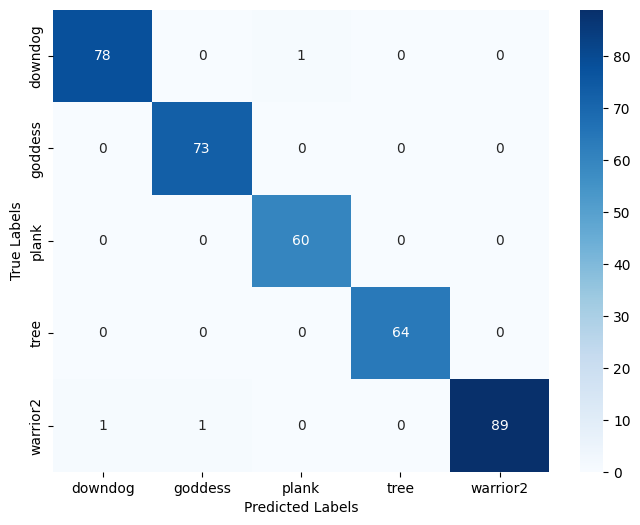 True Labels
downdog 78 0 1 0 0
goddess 0 73 0 0 0
plank 0 0 60 0 0
tree 0 0 0 64 0
warrior2 1 1 0 0 89
downdog goddess plank tree warrior2
Predicted Labels
80
70
60
50
40
30
20
10
0